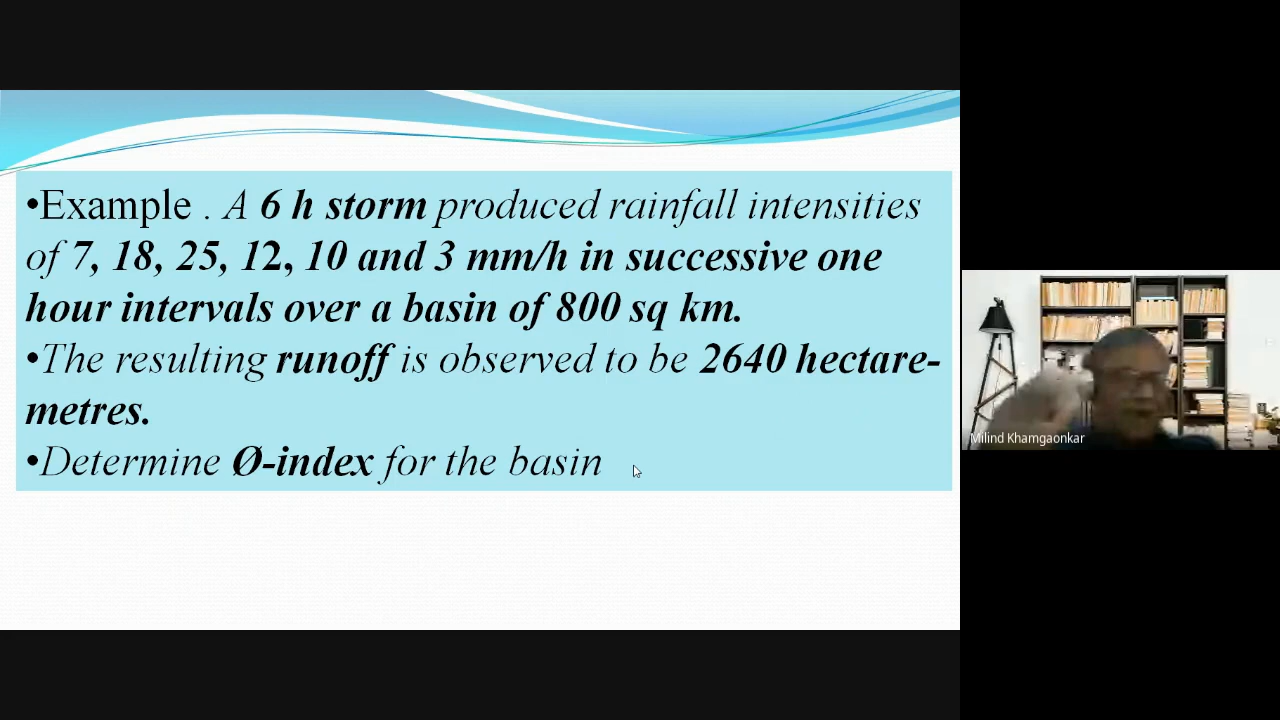 •Example . A 6 h storm produced rainfall intensities
of 7, 18, 25, 12, 10 and 3 mm/h in successive one
hour intervals over a basin of 800 sq km.
•The resulting runoff is observed to be 2640 hectare-
metres.
•Determine Ø-index for the basin
Milind Khamgaonkar